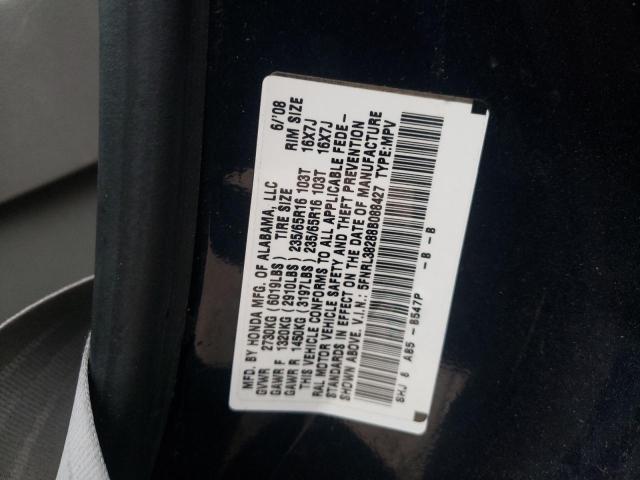 MFD. BY HONDA MFG. OF ALABAMA, LLC 6/'08
GVWR 2730KG (6019LBS) TIRE SIZE RIM SIZE
GAWR F 1320KG (2910LBS) 235/65R16 103T 16X7J
GAWR R 1450KG (3197LBS) 235/65R16 103T 16X7J
THIS VEHICLE CONFORMS TO ALL APPLICABLE FEDE-
RAL MOTOR VEHICLE SAFETY AND THEFT PREVENTION
STANDARDS IN EFFECT ON THE DATE OF MANUFACTURE
SHOWN ABOVE. V.I.N.: 5FNRL38288B088427 TYPE:MPV
SHJ 8 A85 - B547P - B - B